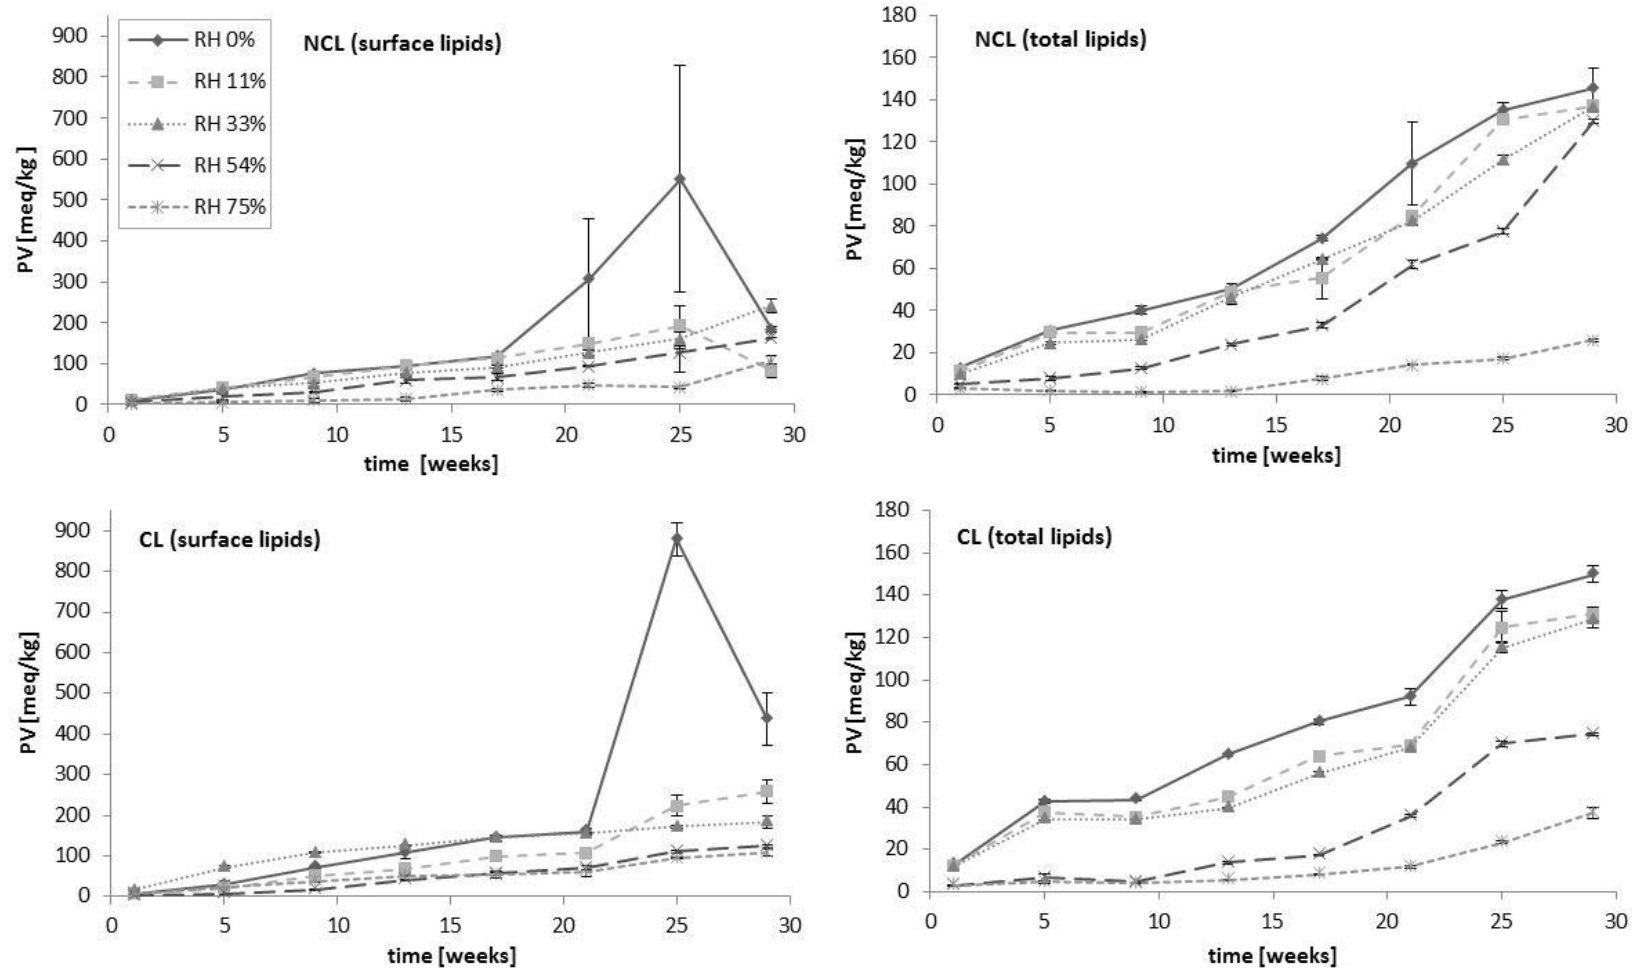 NCL (surface lipids)
RH 0%
RH 11%
RH 33%
RH 54%
RH 75%
900
800
700
600
500
400
300
200
100
0
PV [meq/kg ]
0 5 10 15 20 25 30
time [weeks]
NCL (total lipids)
180
160
140
120
100
80
60
40
20
0
PV [meq/kg]
0 5 10 15 20 25 30
time [weeks]
CL (surface lipids)
900
800
700
600
500
400
300
200
100
0
PV [meq/kg]
0 5 10 15 20 25 30
time [weeks]
CL (total lipids)
180
160
140
120
100
80
60
40
20
0
PV [meq/kg]
0 5 10 15 20 25 30
time [weeks]